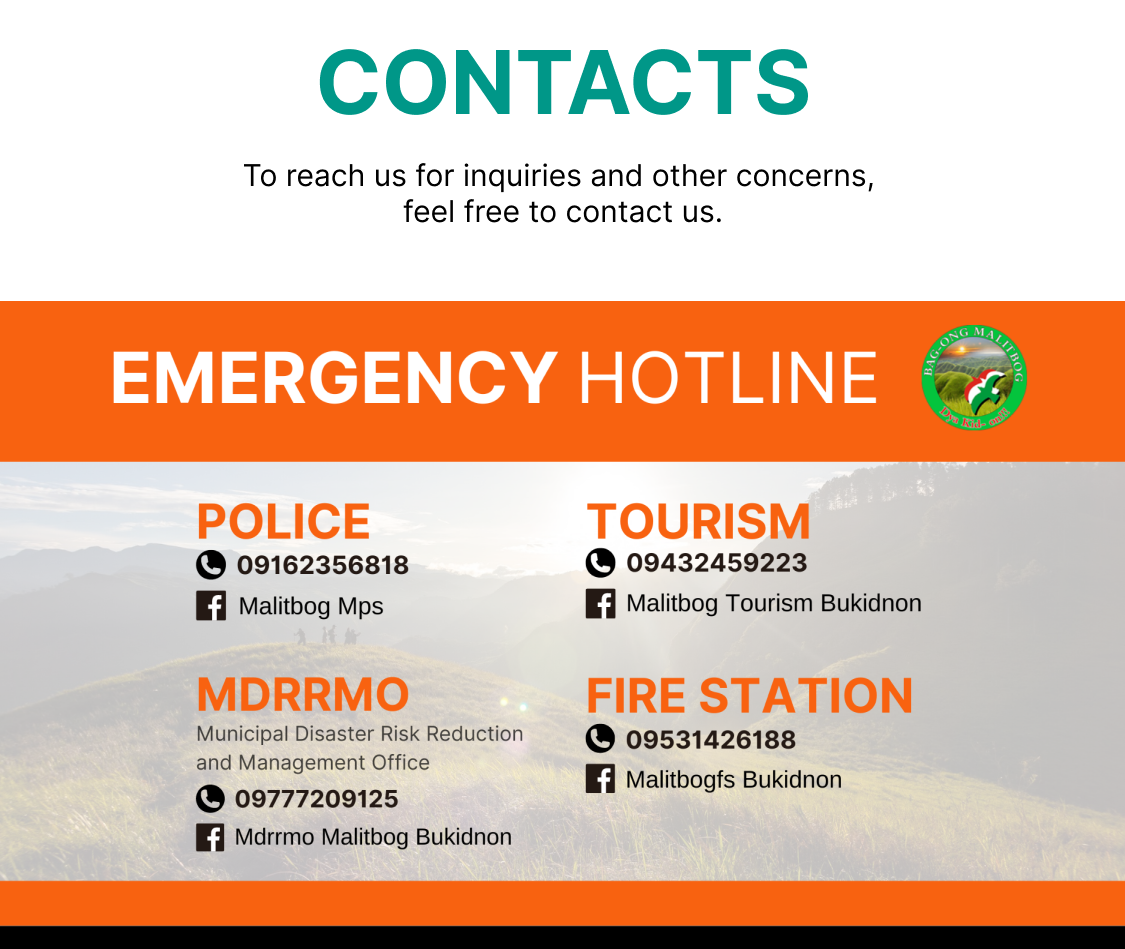 CONTACTS
To reach us for inquiries and other concerns,
feel free to contact us.
EMERGENCY HOTLINE
BAG-ONG MALITBOG
POLICE
09162356818
Malitbog Mps
TOURISM
09432459223
Malitbog Tourism Bukidnon
MDRRMO
Municipal Disaster Risk Reduction
and Management Office
09777209125
Mdrrmo Malitbog Bukidnon
FIRE STATION
09531426188
Malitbogfs Bukidnon